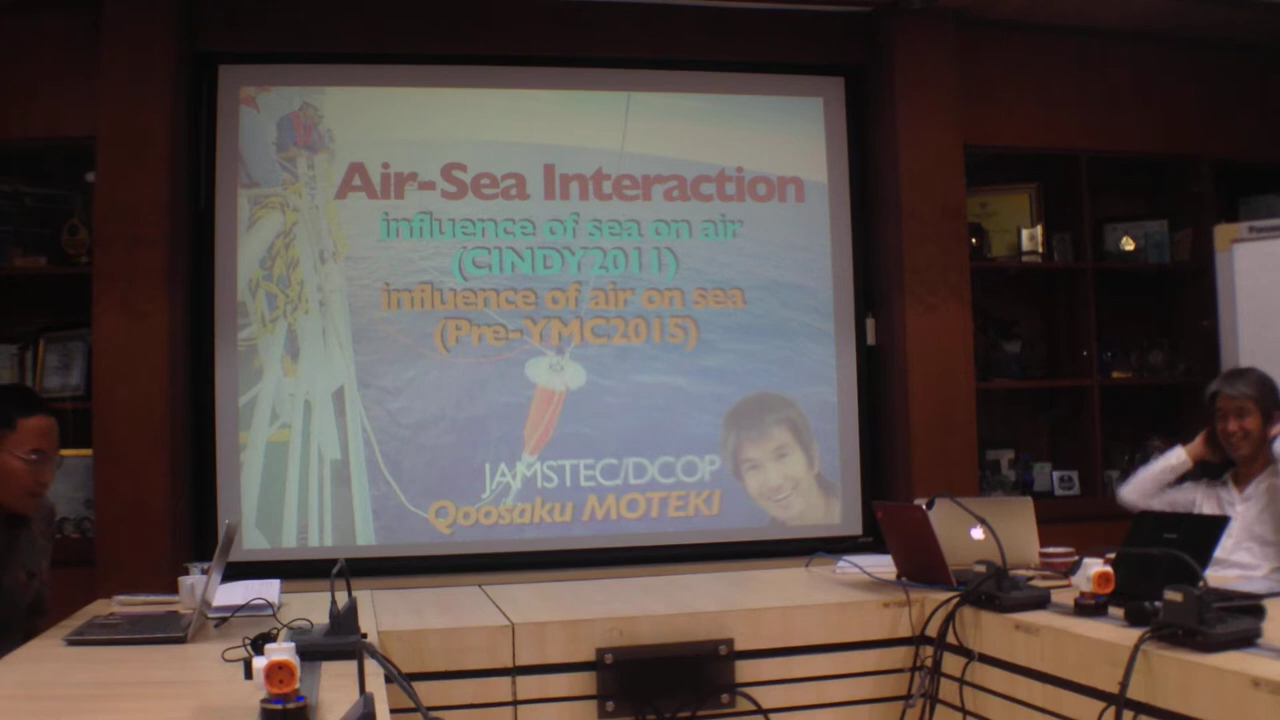 Air-Sea Interaction
influence of sea on air
(CINDY2011)
influence of air on sea
(Pre-YMC2015)
JAMSTEC/DCOP
Qoosaku MOTEKI